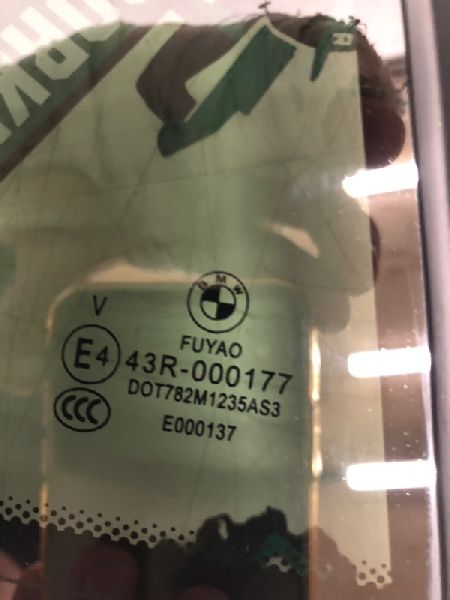 BMW
V
FUYAO
E4
43R-000177
CCC
DOT782M1235AS3
E000137